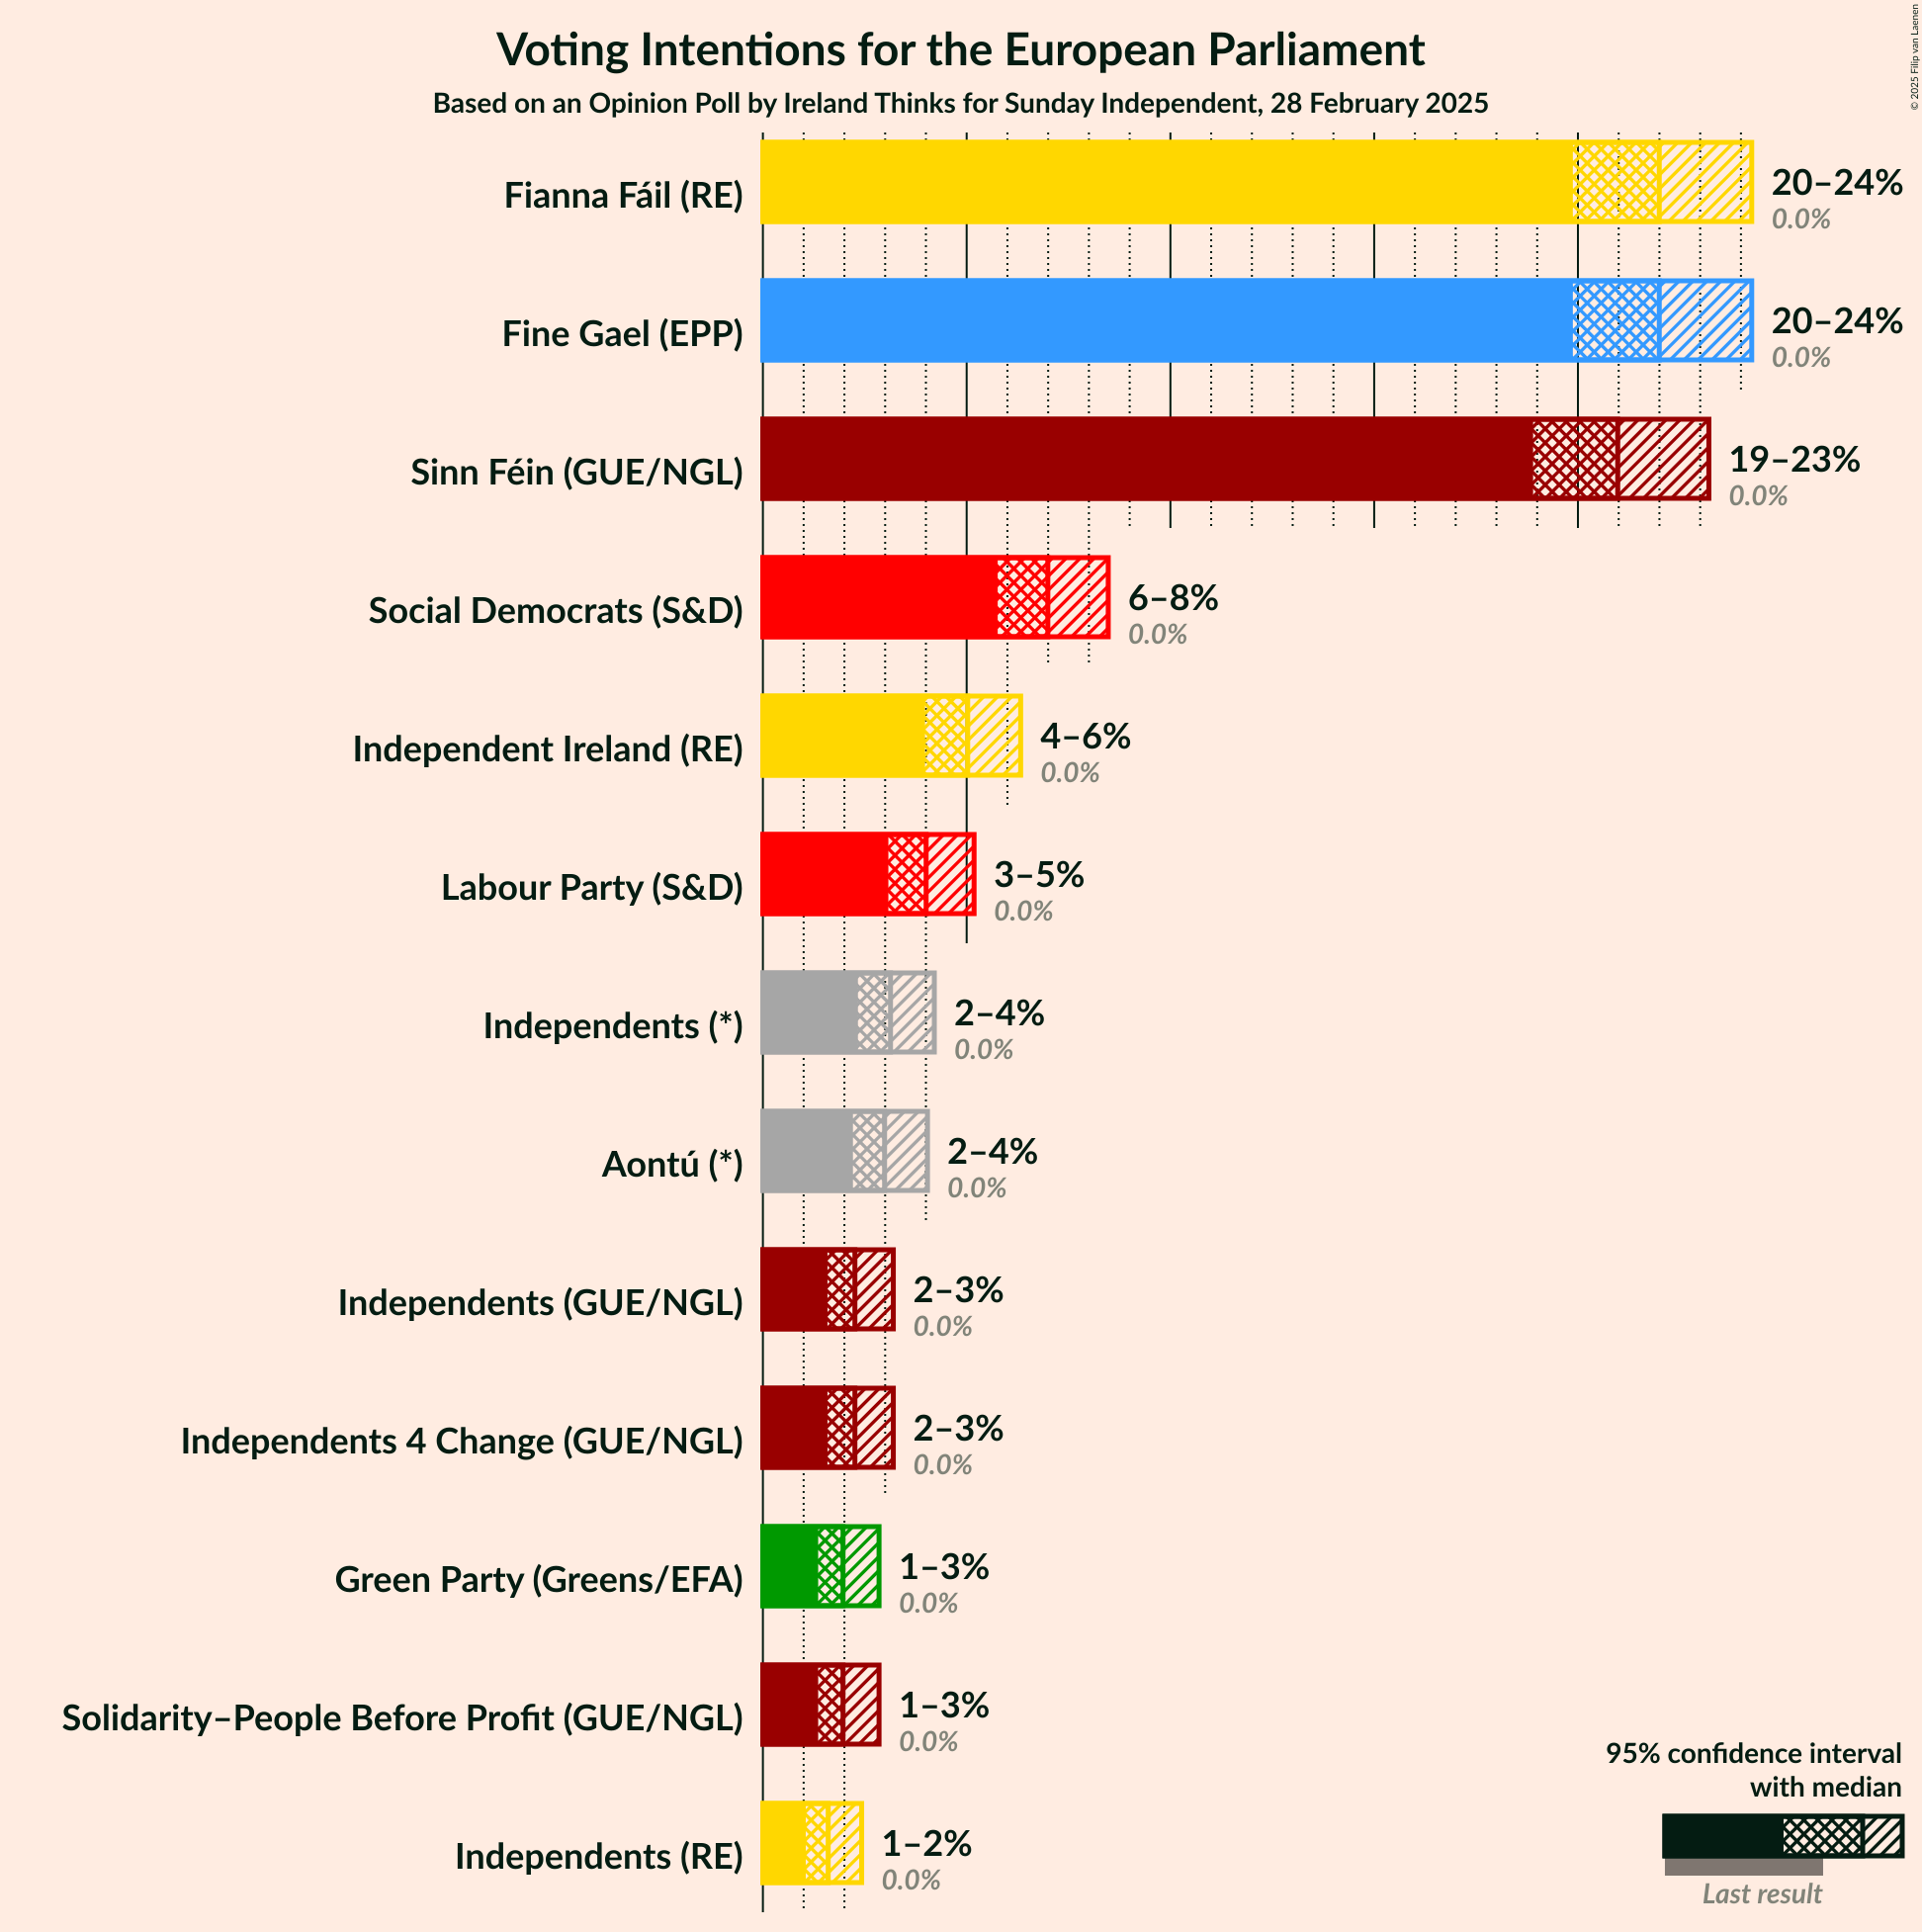 Voting Intentions for the European Parliament
Based on an Opinion Poll by Ireland Thinks for Sunday Independent, 28 February 2025
© 2025 Filip van Laenen
Fianna Fáil (RE)
20–24%
0.0%
Fine Gael (EPP)
20–24%
0.0%
Sinn Féin (GUE/NGL)
19–23%
0.0%
Social Democrats (S&D)
6–8%
0.0%
Independent Ireland (RE)
4–6%
0.0%
Labour Party (S&D)
3–5%
0.0%
Independents (*)
2–4%
0.0%
Aontú (*)
2–4%
0.0%
Independents (GUE/NGL)
2–3%
0.0%
Independents 4 Change (GUE/NGL)
2–3%
0.0%
Green Party (Greens/EFA)
1–3%
0.0%
Solidarity–People Before Profit (GUE/NGL)
1–3%
0.0%
Independents (RE)
1–2%
0.0%
95% confidence interval
with median
Last result